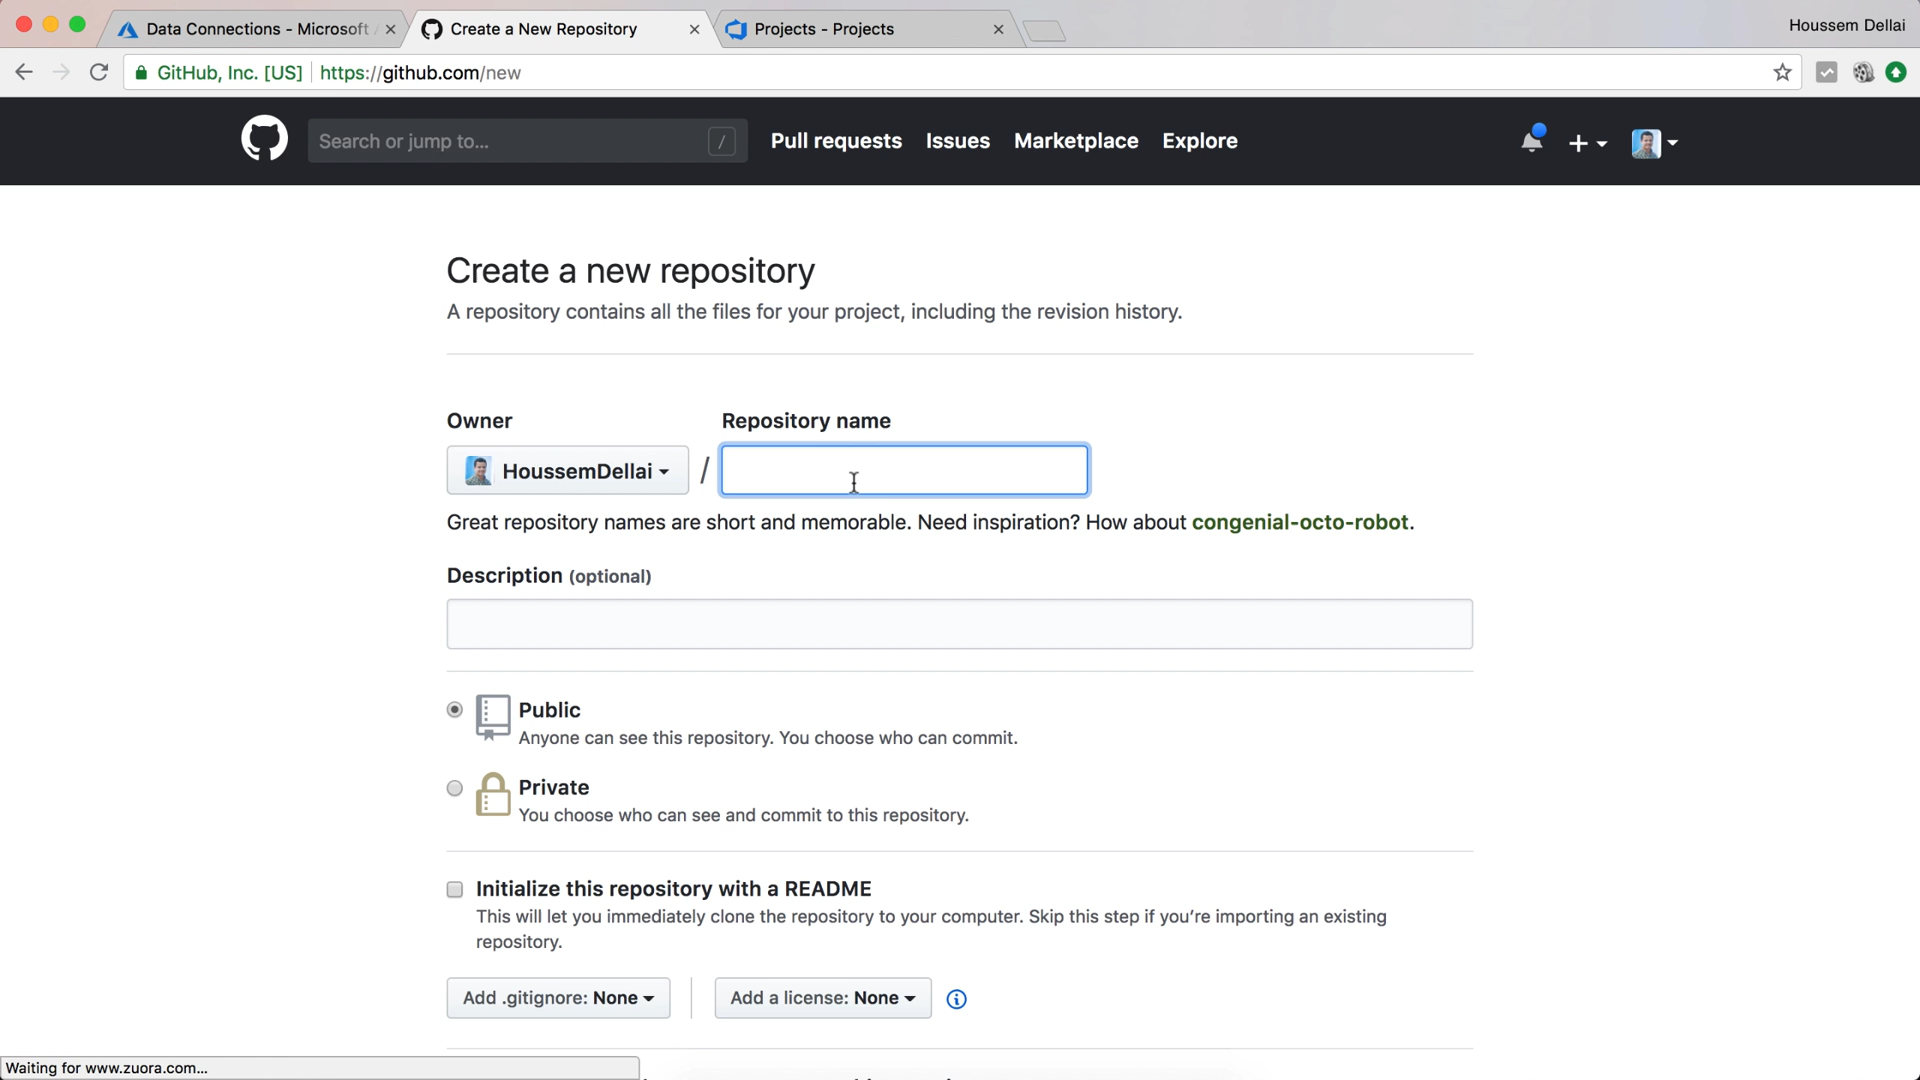 Data Connections - Microsoft A
Create a New Repository
Projects - Projects
Houssem Dellai
GitHub, Inc. [US]
https://github.com/new
Search or jump to...
/
Pull requests
Issues
Marketplace
Explore
Create a new repository
A repository contains all the files for your project, including the revision history.
Owner
Repository name
HoussemDellai
/
Great repository names are short and memorable. Need inspiration? How about congenial-octo-robot.
Description (optional)
Public
Anyone can see this repository. You choose who can commit.
Private
You choose who can see and commit to this repository.
Initialize this repository with a README
This will let you immediately clone the repository to your computer. Skip this step if you’re importing an existing
repository.
Add .gitignore: None
Add a license: None
Waiting for www.zuora.com...